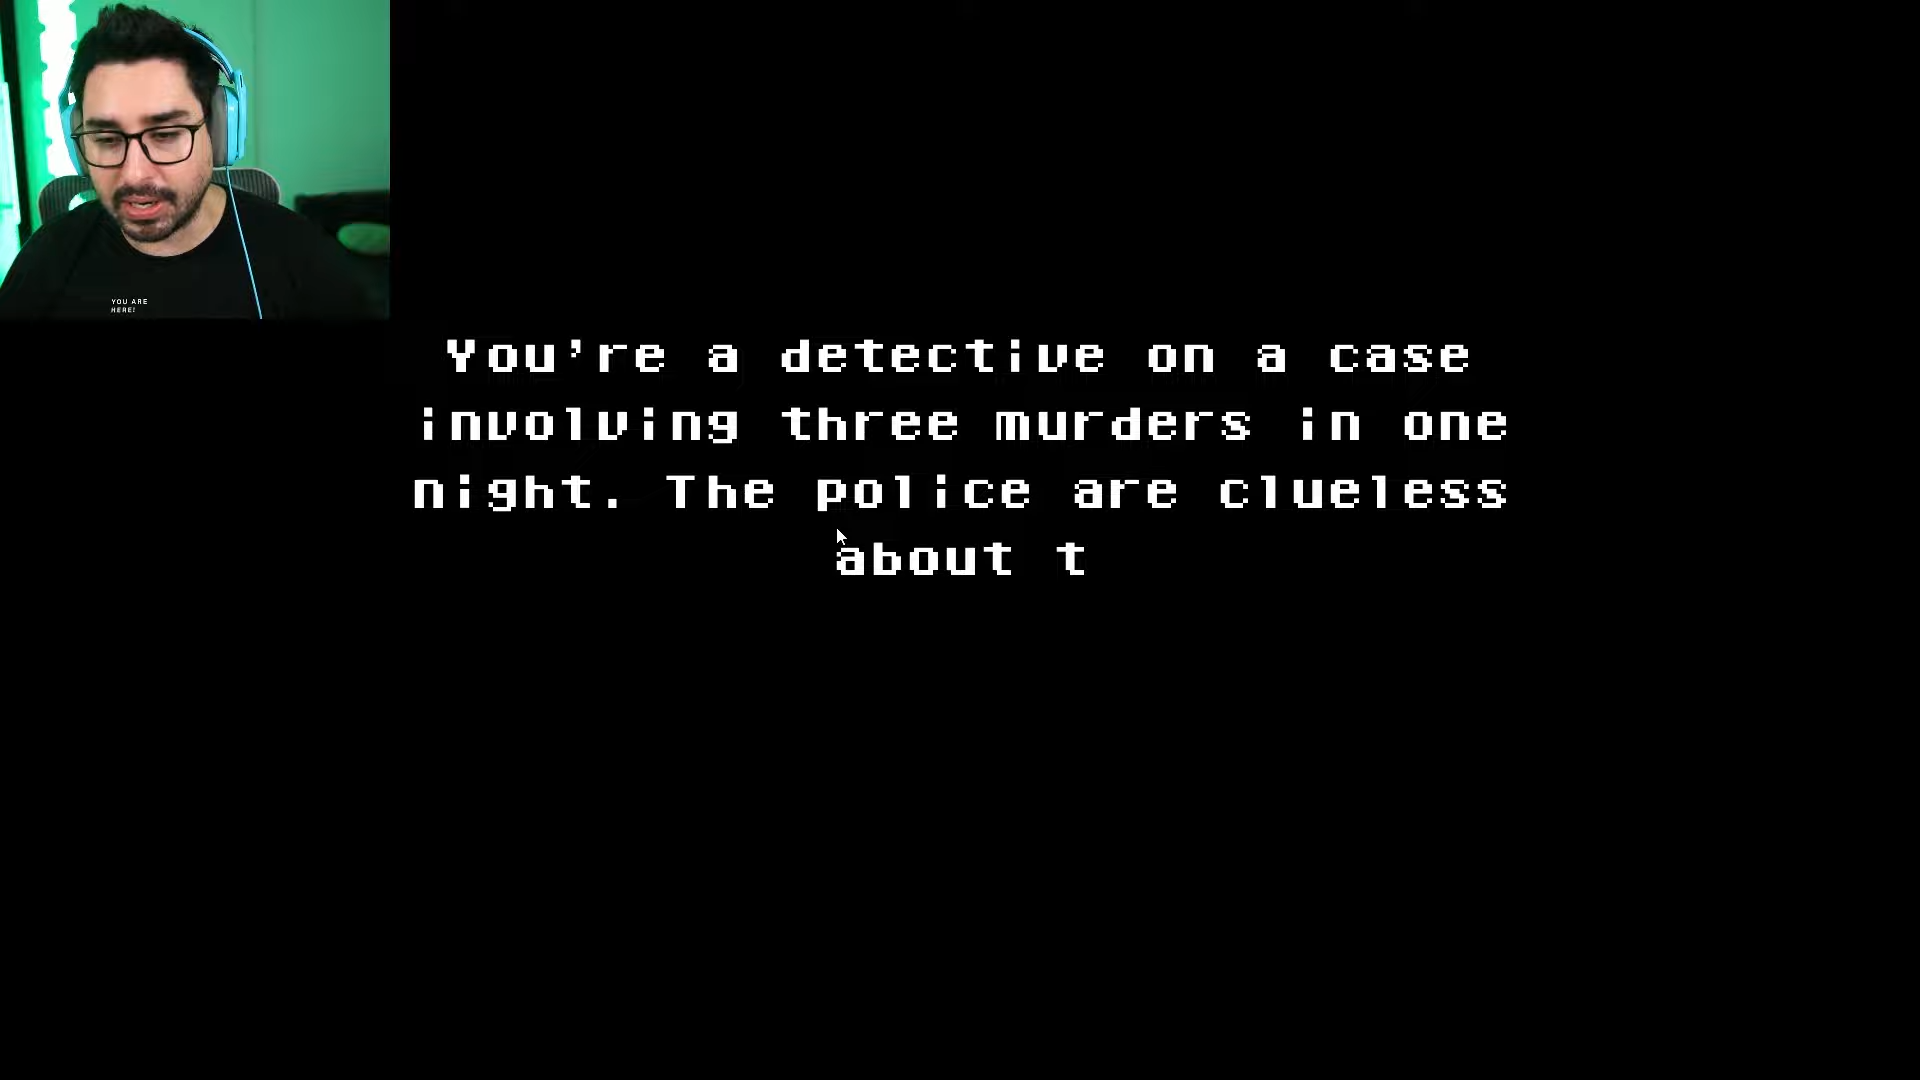 YOU ARE
HERE!
You're a detective on a case
involving three murders in one
night. The police are clueless
about t